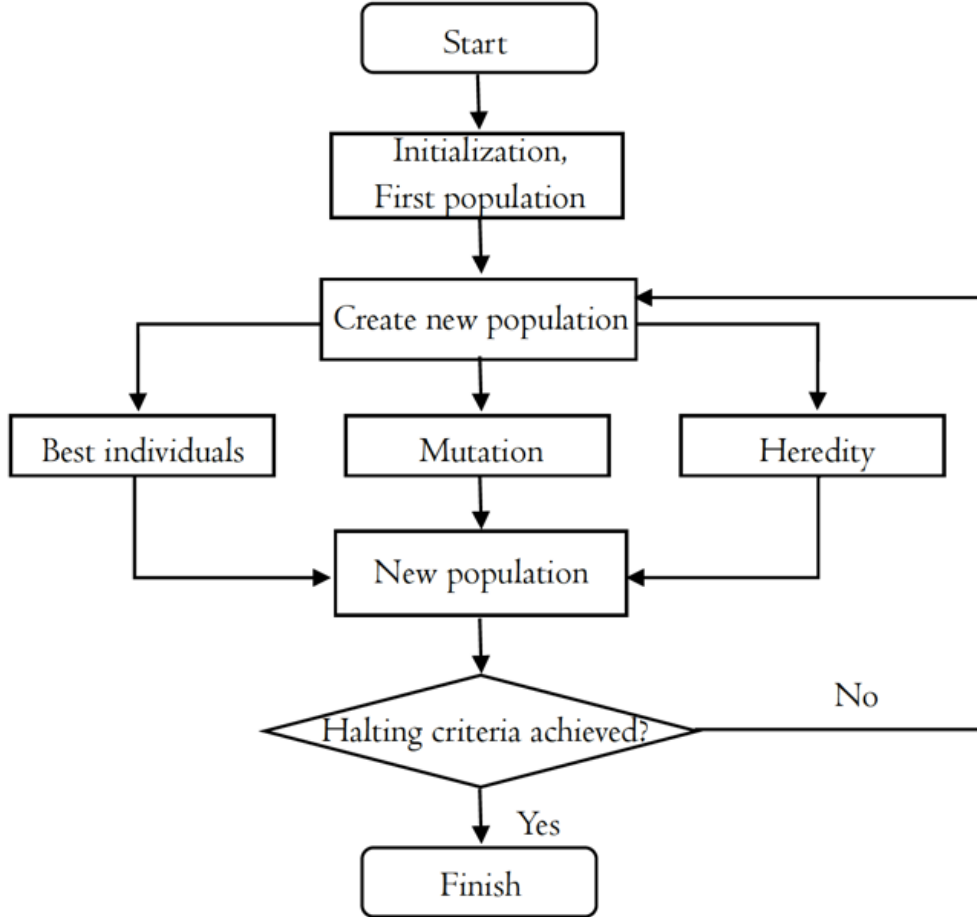 Start
Initialization,
First population
Create new population
Best individuals
Mutation
Heredity
New population
Halting criteria achieved?
No
Yes
Finish